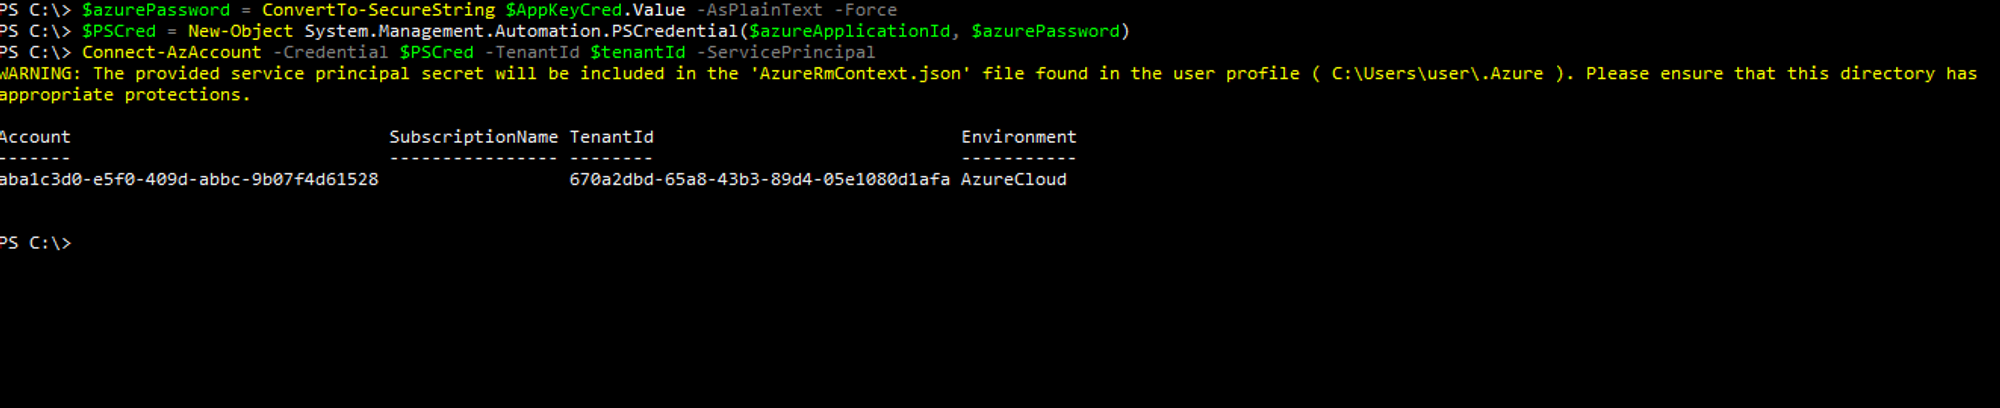 PS C:\> $azurePassword = ConvertTo-SecureString $AppKeyCred.Value -AsPlainText -Force
PS C:\> $PSCred = New-Object System.Management.Automation.PSCredential($azureApplicationId, $azurePassword)
PS C:\> Connect-AzAccount -Credential $PSCred -TenantId $tenantId -ServicePrincipal
WARNING: The provided service principal secret will be included in the 'AzureRmContext.json' file found in the user profile ( C:\Users\user\.Azure ). Please ensure that this directory has
appropriate protections.
Account SubscriptionName TenantId Environment
------- ---------------- -------- -----------
aba1c3d0-e5f0-409d-abbc-9b07f4d61528 670a2dbd-65a8-43b3-89d4-05e1080d1afa AzureCloud
PS C:\>